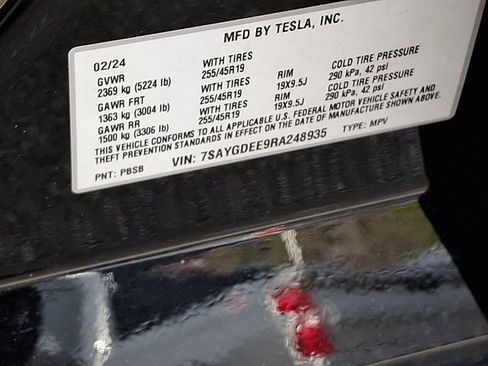 MFD BY TESLA, INC.
02/24
GVWR WITH TIRES RIM COLD TIRE PRESSURE
2369 kg (5224 lb) 255/45R19 19X9.5J 290 kPa, 42 psi
GAWR FRT WITH TIRES RIM COLD TIRE PRESSURE
1363 kg (3004 lb) 255/45R19 19X9.5J 290 kPa, 42 psi
GAWR RR WITH TIRES
1500 kg (3306 lb) 255/45R19
THIS VEHICLE CONFORMS TO ALL APPLICABLE U.S. FEDERAL MOTOR VEHICLE SAFETY AND
THEFT PREVENTION STANDARDS IN EFFECT ON THE DATE OF MANUFACTURE SHOWN ABOVE.
PNT: PBSB VIN: 7SAYGDEE9RA248935 TYPE: MPV